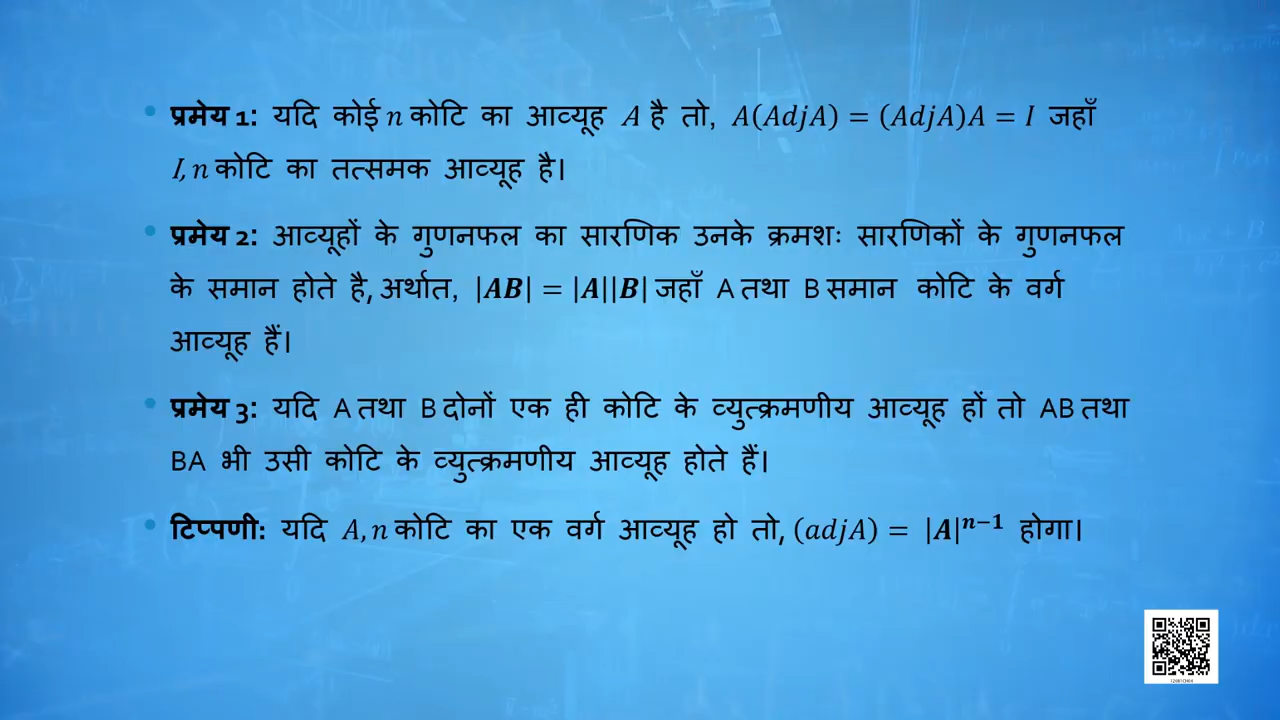 प्रमेय 1: यदि कोई n कोटि का आव्यूह A है तो, A(AdjA) = (AdjA)A = I जहाँ
I, n कोटि का तत्समक आव्यूह है।
प्रमेय 2: आव्यूहों के गुणनफल का सारणिक उनके क्रमशः सारणिकों के गुणनफल
के समान होते है, अर्थात, |AB| = |A||B| जहाँ A तथा B समान कोटि के वर्ग
आव्यूह हैं।
प्रमेय 3: यदि A तथा B दोनों एक ही कोटि के व्युत्क्रमणीय आव्यूह हों तो AB तथा
BA भी उसी कोटि के व्युत्क्रमणीय आव्यूह होते हैं।
टिप्पणी: यदि A, n कोटि का एक वर्ग आव्यूह हो तो, (adjA) = |A|ⁿ⁻¹ होगा।